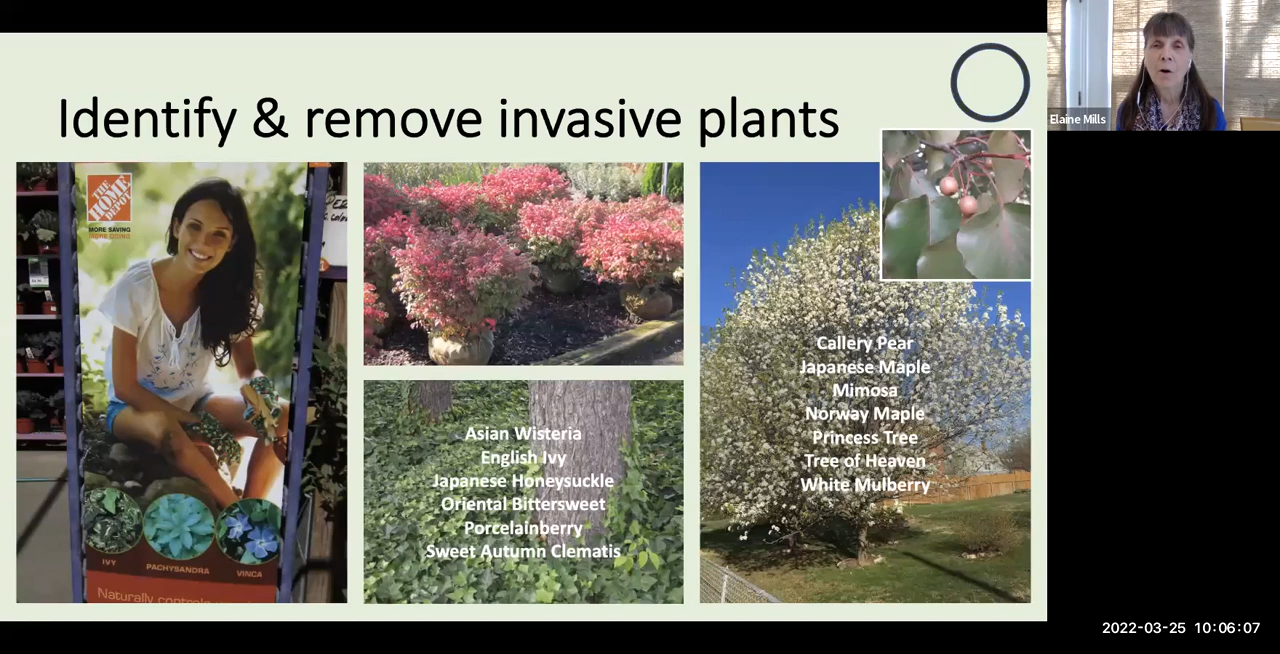 Identify & remove invasive plants
Elaine Mills
THE
HOME
DEPOT
MORE SAVING
MORE DOING
IVY
PACHYSANDRA
VINCA
Naturally
Asian Wisteria
English Ivy
Japanese Honeysuckle
Oriental Bittersweet
Porcelainberry
Sweet Autumn Clematis
Callery Pear
Japanese Maple
Mimosa
Norway Maple
Princess Tree
Tree of Heaven
White Mulberry
2022-03-25 10:06:07